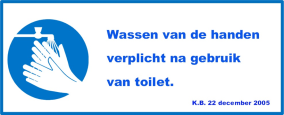 Wassen van de handen
verplicht na gebruik
van toilet.
K.B. 22 december 2005